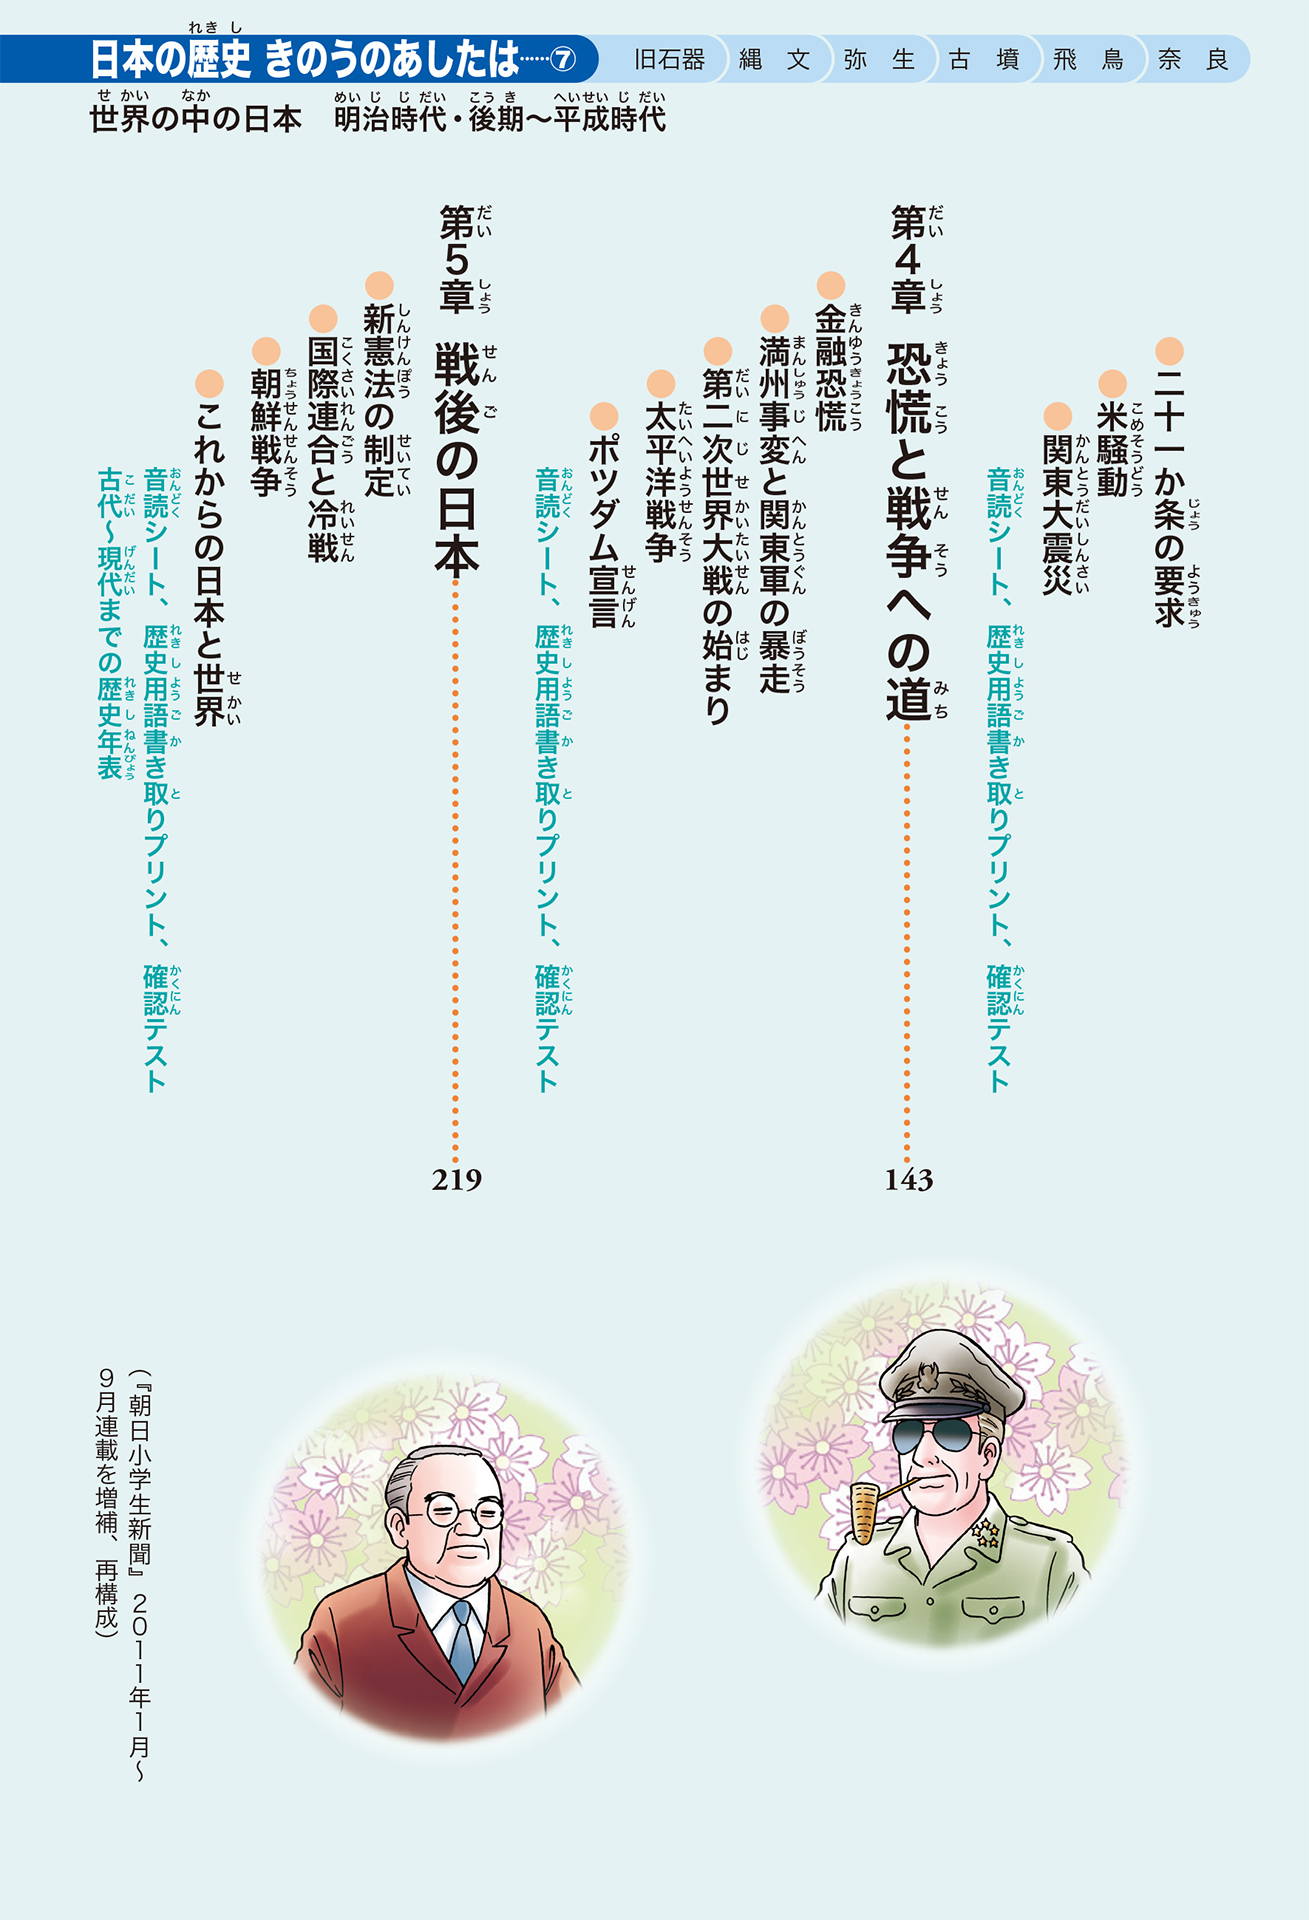 日本の歴史 きのうのあしたは……⑦
旧石器 縄文 弥生 古墳 飛鳥 奈良
世界の中の日本 明治時代・後期〜平成時代
二十一か条の要求
米騒動
関東大震災
音読シート、歴史用語書き取りプリント、確認テスト
第4章 恐慌と戦争への道 143
金融恐慌
満州事変と関東軍の暴走
第二次世界大戦の始まり
太平洋戦争
ポツダム宣言
音読シート、歴史用語書き取りプリント、確認テスト
第5章 戦後の日本 219
新憲法の制定
国際連合と冷戦
朝鮮戦争
これからの日本と世界
音読シート、歴史用語書き取りプリント、確認テスト
古代〜現代までの歴史年表
(『朝日小学生新聞』2011年1月〜
9月連載を増補、再構成)